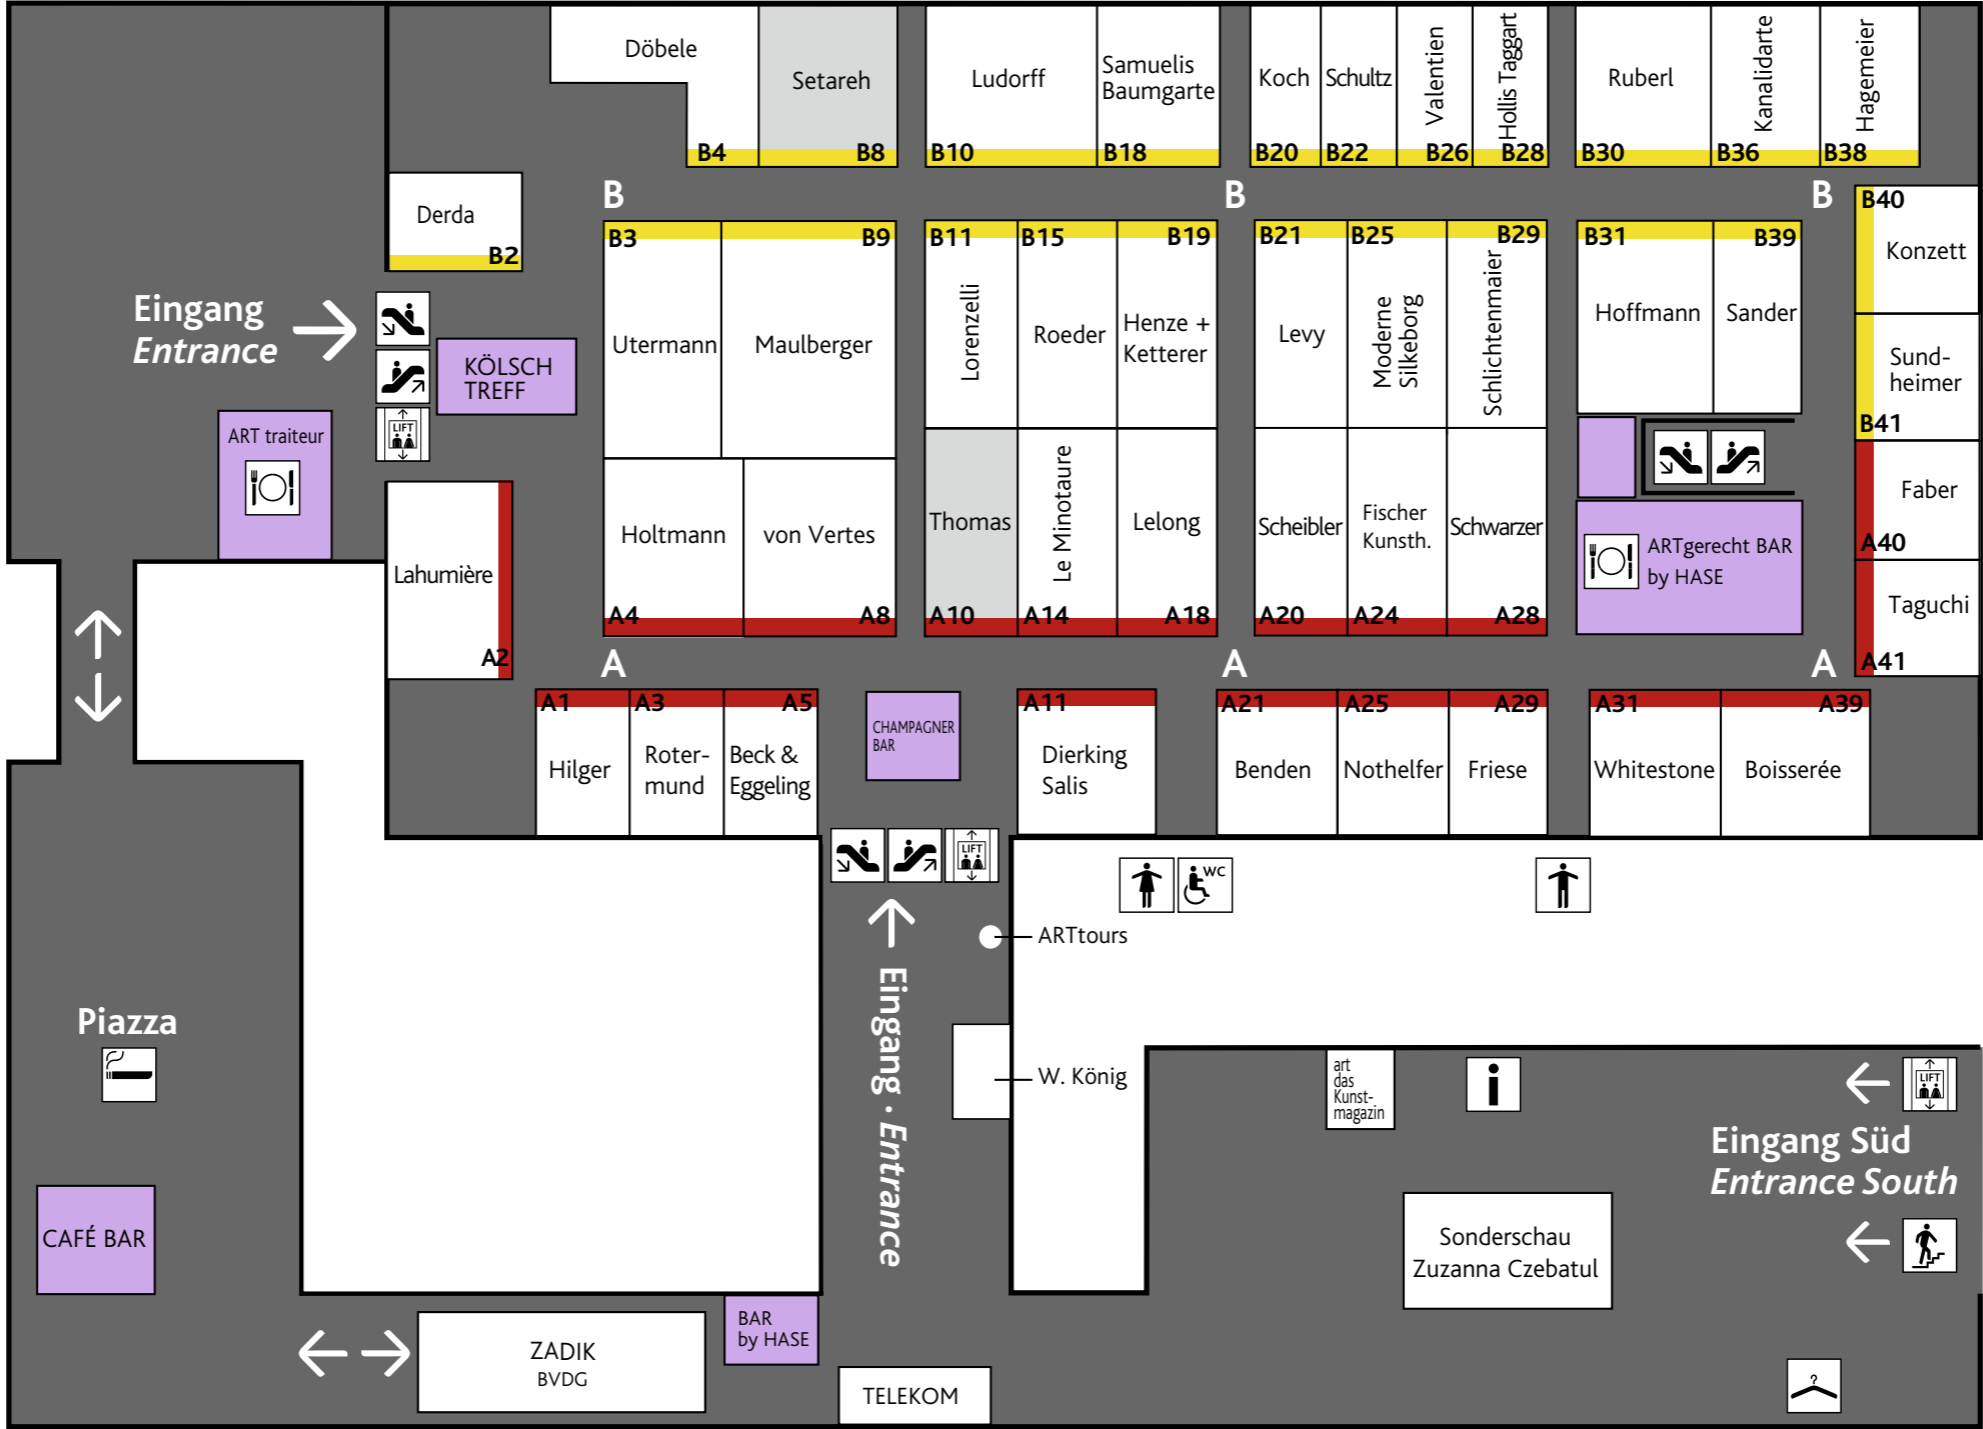 Döbele
B4
Setareh
B8
Ludorff
B10
Samuelis
Baumgarte
B18
Koch
B20
Schultz
B22
Valentien
B26
Hollis Taggart
B28
Ruberl
B30
Kanalidarte
B36
Hagemeier
B38
Derda
B2
B
B
B
B40
Konzett
Sund-
heimer
B41
Faber
A40
Taguchi
A41
B3
Utermann
B9
Maulberger
B11
Lorenzelli
B15
Roeder
B19
Henze +
Ketterer
B21
Levy
B25
Moderne
Silkeborg
B29
Schlichtenmaier
B31
Hoffmann
B39
Sander
Eingang
Entrance
KÖLSCH
TREFF
LIFT
ART traiteur
Lahumière
A2
Holtmann
A4
von Vertes
A8
Thomas
A10
Le Minotaure
A14
Lelong
A18
Scheibler
A20
Fischer
Kunsth.
A24
Schwarzer
A28
ARTgerecht BAR
by HASE
A
A
A
A1
Hilger
A3
Roter-
mund
A5
Beck &
Eggeling
CHAMPAGNER
BAR
A11
Dierking
Salis
A21
Benden
A25
Nothelfer
A29
Friese
A31
Whitestone
A39
Boisserée
LIFT
WC
ARTtours
Eingang · Entrance
W. König
Piazza
CAFÉ BAR
art
das
Kunst-
magazin
i
LIFT
Eingang Süd
Entrance South
Sonderschau
Zuzanna Czebatul
BAR
by HASE
ZADIK
BVDG
TELEKOM